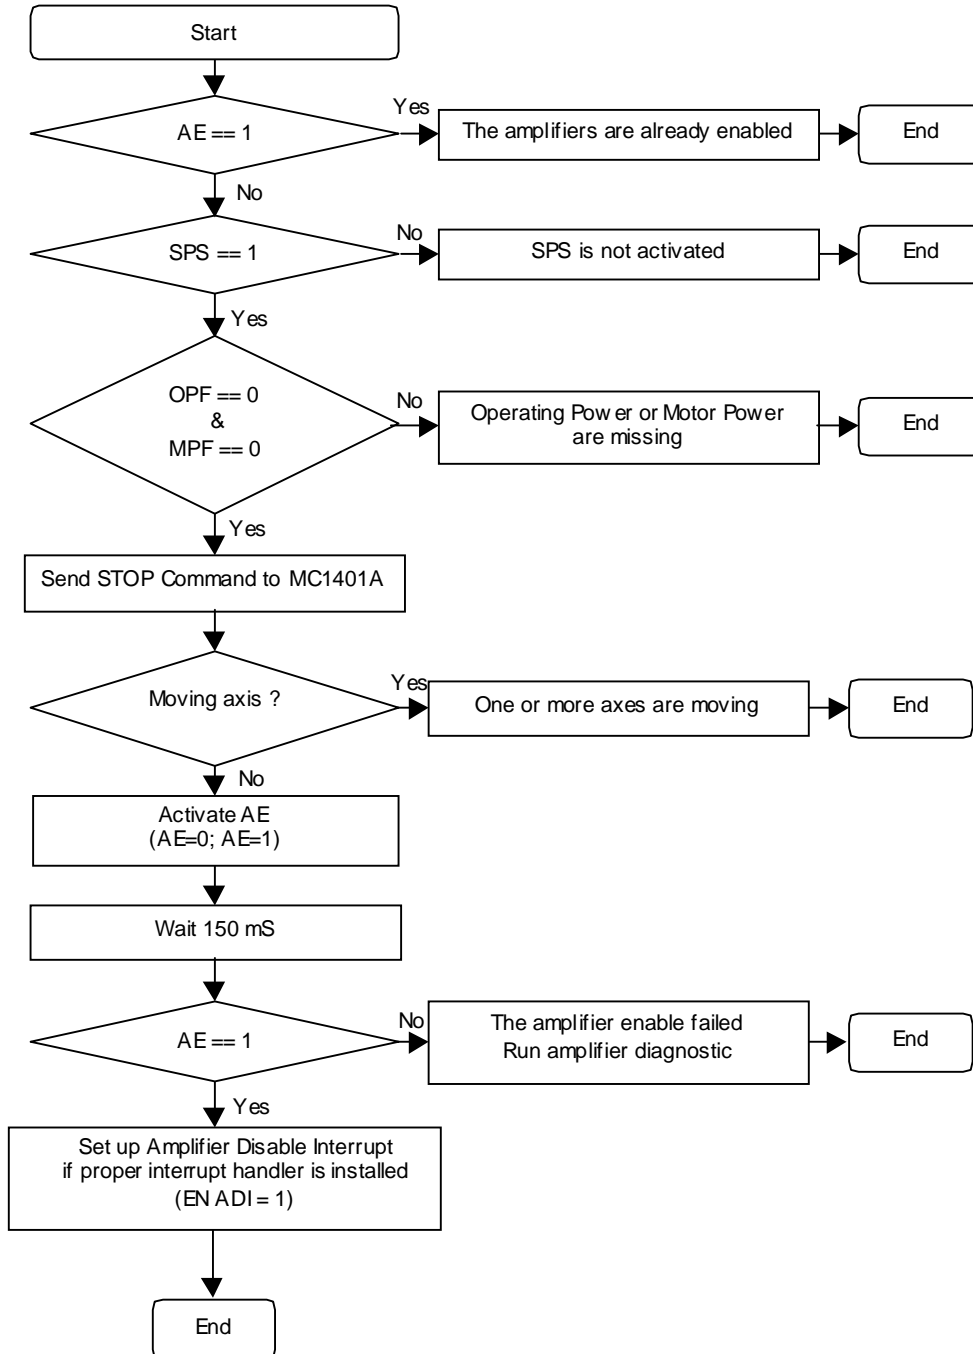 Start
AE == 1
Yes
The amplifiers are already enabled
End
No
SPS == 1
No
SPS is not activated
End
Yes
OPF == 0
&
MPF == 0
No
Operating Power or Motor Power
are missing
End
Yes
Send STOP Command to MC1401A
Moving axis ?
Yes
One or more axes are moving
End
No
Activate AE
(AE=0; AE=1)
Wait 150 mS
AE == 1
No
The amplifier enable failed
Run amplifier diagnostic
End
Yes
Set up Amplifier Disable Interrupt
if proper interrupt handler is installed
(EN ADI = 1)
End